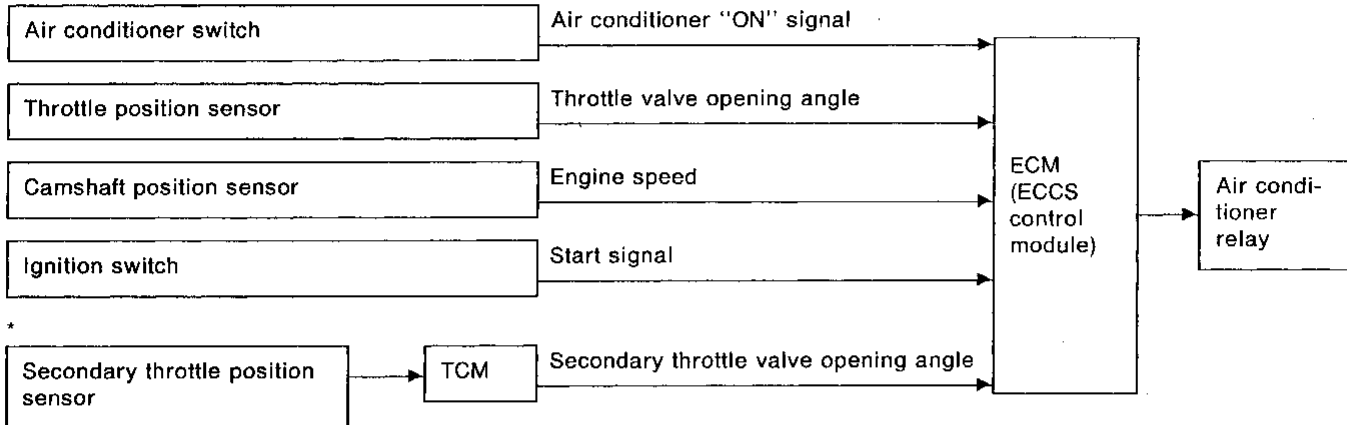 Air conditioner switch
Air conditioner "ON" signal
Throttle position sensor
Throttle valve opening angle
Camshaft position sensor
Engine speed
Ignition switch
Start signal
*
Secondary throttle position
sensor
TCM
Secondary throttle valve opening angle
ECM
(ECCS
control
module)
Air condi-
tioner
relay